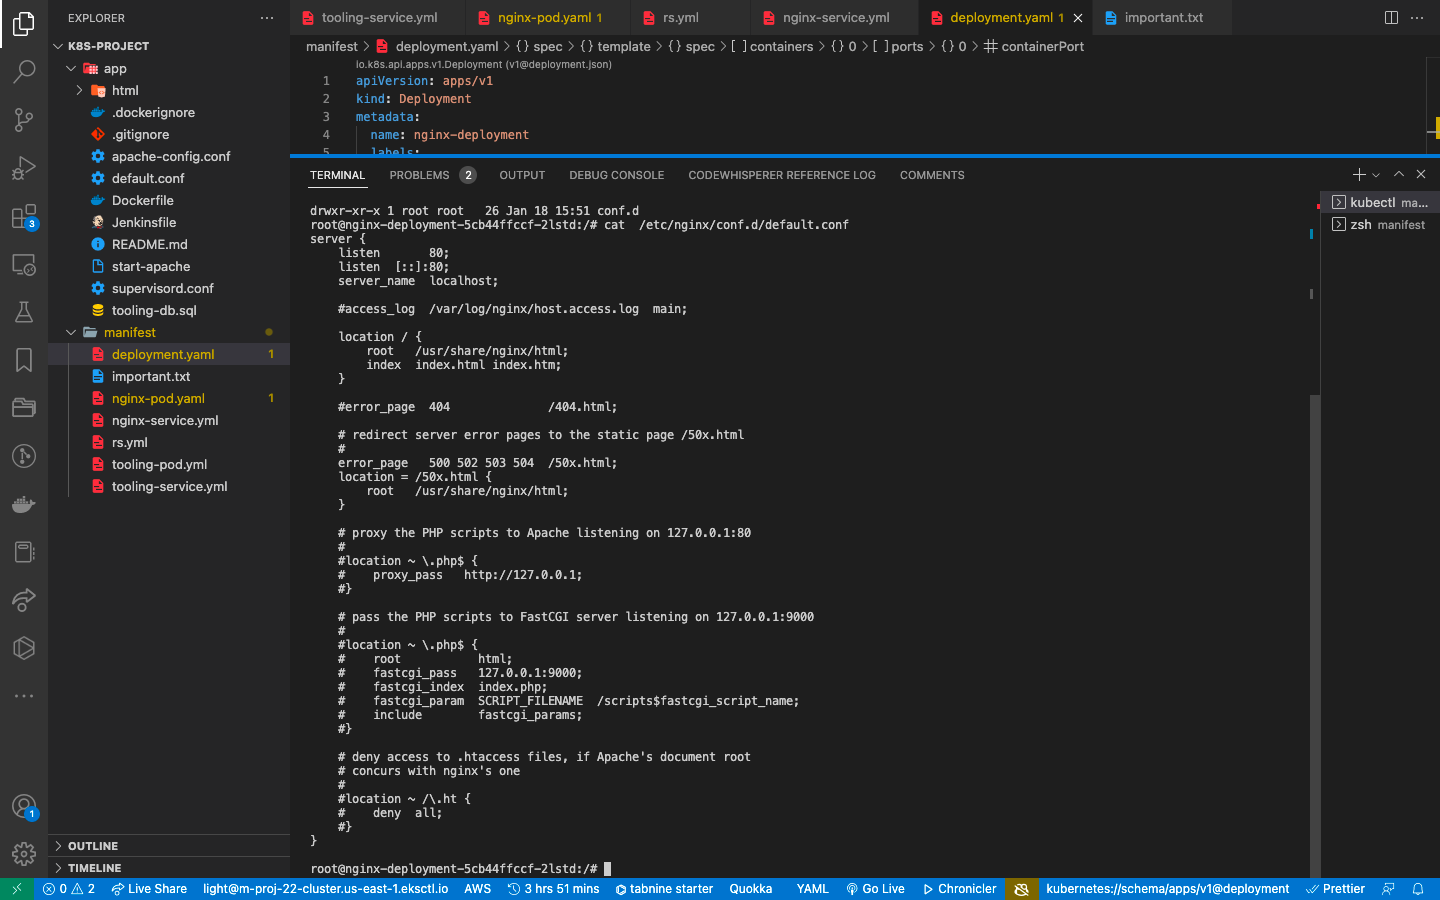 EXPLORER
K8S-PROJECT
app
html
.dockerignore
.gitignore
apache-config.conf
default.conf
Dockerfile
Jenkinsfile
README.md
start-apache
supervisord.conf
tooling-db.sql
manifest
deployment.yaml 1
important.txt
nginx-pod.yaml 1
nginx-service.yml
rs.yml
tooling-pod.yml
tooling-service.yml
OUTLINE
TIMELINE
3
1
tooling-service.yml nginx-pod.yaml 1 rs.yml nginx-service.yml deployment.yaml 1 important.txt
manifest > deployment.yaml > {} spec > {} template > {} spec > [ ] containers > {} 0 > [ ] ports > {} 0 > containerPort
io.k8s.api.apps.v1.Deployment (v1@deployment.json)
1 apiVersion: apps/v1
2 kind: Deployment
3 metadata:
4 name: nginx-deployment
5 labels:
TERMINAL PROBLEMS 2 OUTPUT DEBUG CONSOLE CODEWHISPERER REFERENCE LOG COMMENTS
kubectl ma...
zsh manifest
drwxr-xr-x 1 root root   26 Jan 18 15:51 conf.d
root@nginx-deployment-5cb44ffccf-2lstd:/# cat  /etc/nginx/conf.d/default.conf
server {
    listen       80;
    listen  [::]:80;
    server_name  localhost;
    #access_log  /var/log/nginx/host.access.log  main;
    location / {
        root   /usr/share/nginx/html;
        index  index.html index.htm;
    }
    #error_page  404              /404.html;
    # redirect server error pages to the static page /50x.html
    #
    error_page   500 502 503 504  /50x.html;
    location = /50x.html {
        root   /usr/share/nginx/html;
    }
    # proxy the PHP scripts to Apache listening on 127.0.0.1:80
    #
    #location ~ \.php$ {
    #    proxy_pass   http://127.0.0.1;
    #}
    # pass the PHP scripts to FastCGI server listening on 127.0.0.1:9000
    #
    #location ~ \.php$ {
    #    root           html;
    #    fastcgi_pass   127.0.0.1:9000;
    #    fastcgi_index  index.php;
    #    fastcgi_param  SCRIPT_FILENAME  /scripts$fastcgi_script_name;
    #    include        fastcgi_params;
    #}
    # deny access to .htaccess files, if Apache's document root
    # concurs with nginx's one
    #
    #location ~ /\.ht {
    #    deny  all;
    #}
}
root@nginx-deployment-5cb44ffccf-2lstd:/#
0 2 Live Share light@m-proj-22-cluster.us-east-1.eksctl.io AWS 3 hrs 51 mins tabnine starter Quokka YAML Go Live Chronicler kubernetes://schema/apps/v1@deployment Prettier